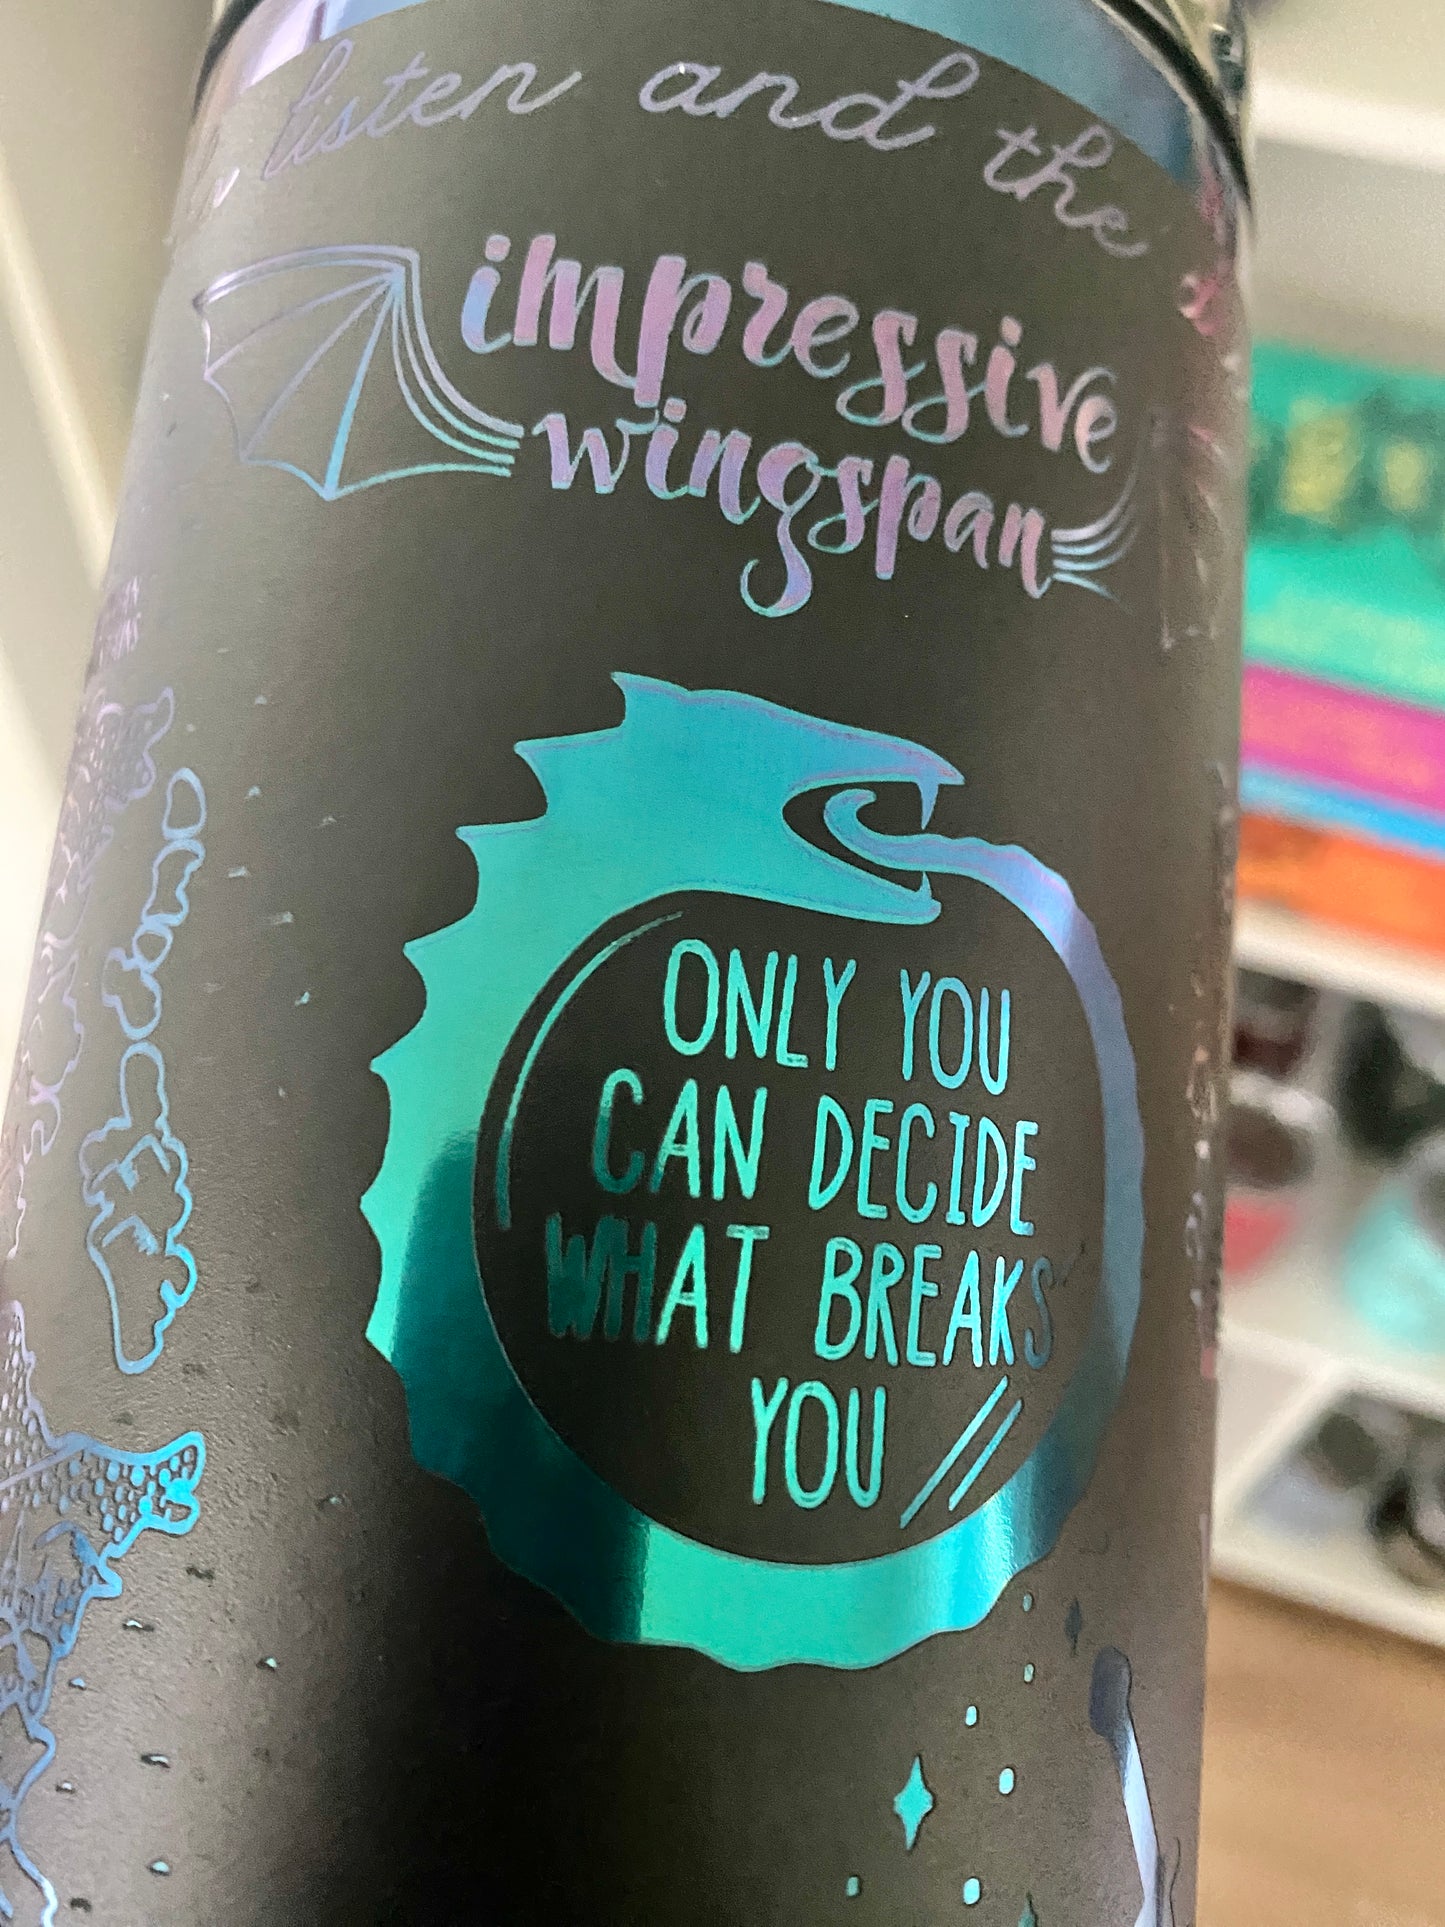 listen and the
impressive
wingspan
ONLY YOU
CAN DECIDE
WHAT BREAKS
YOU